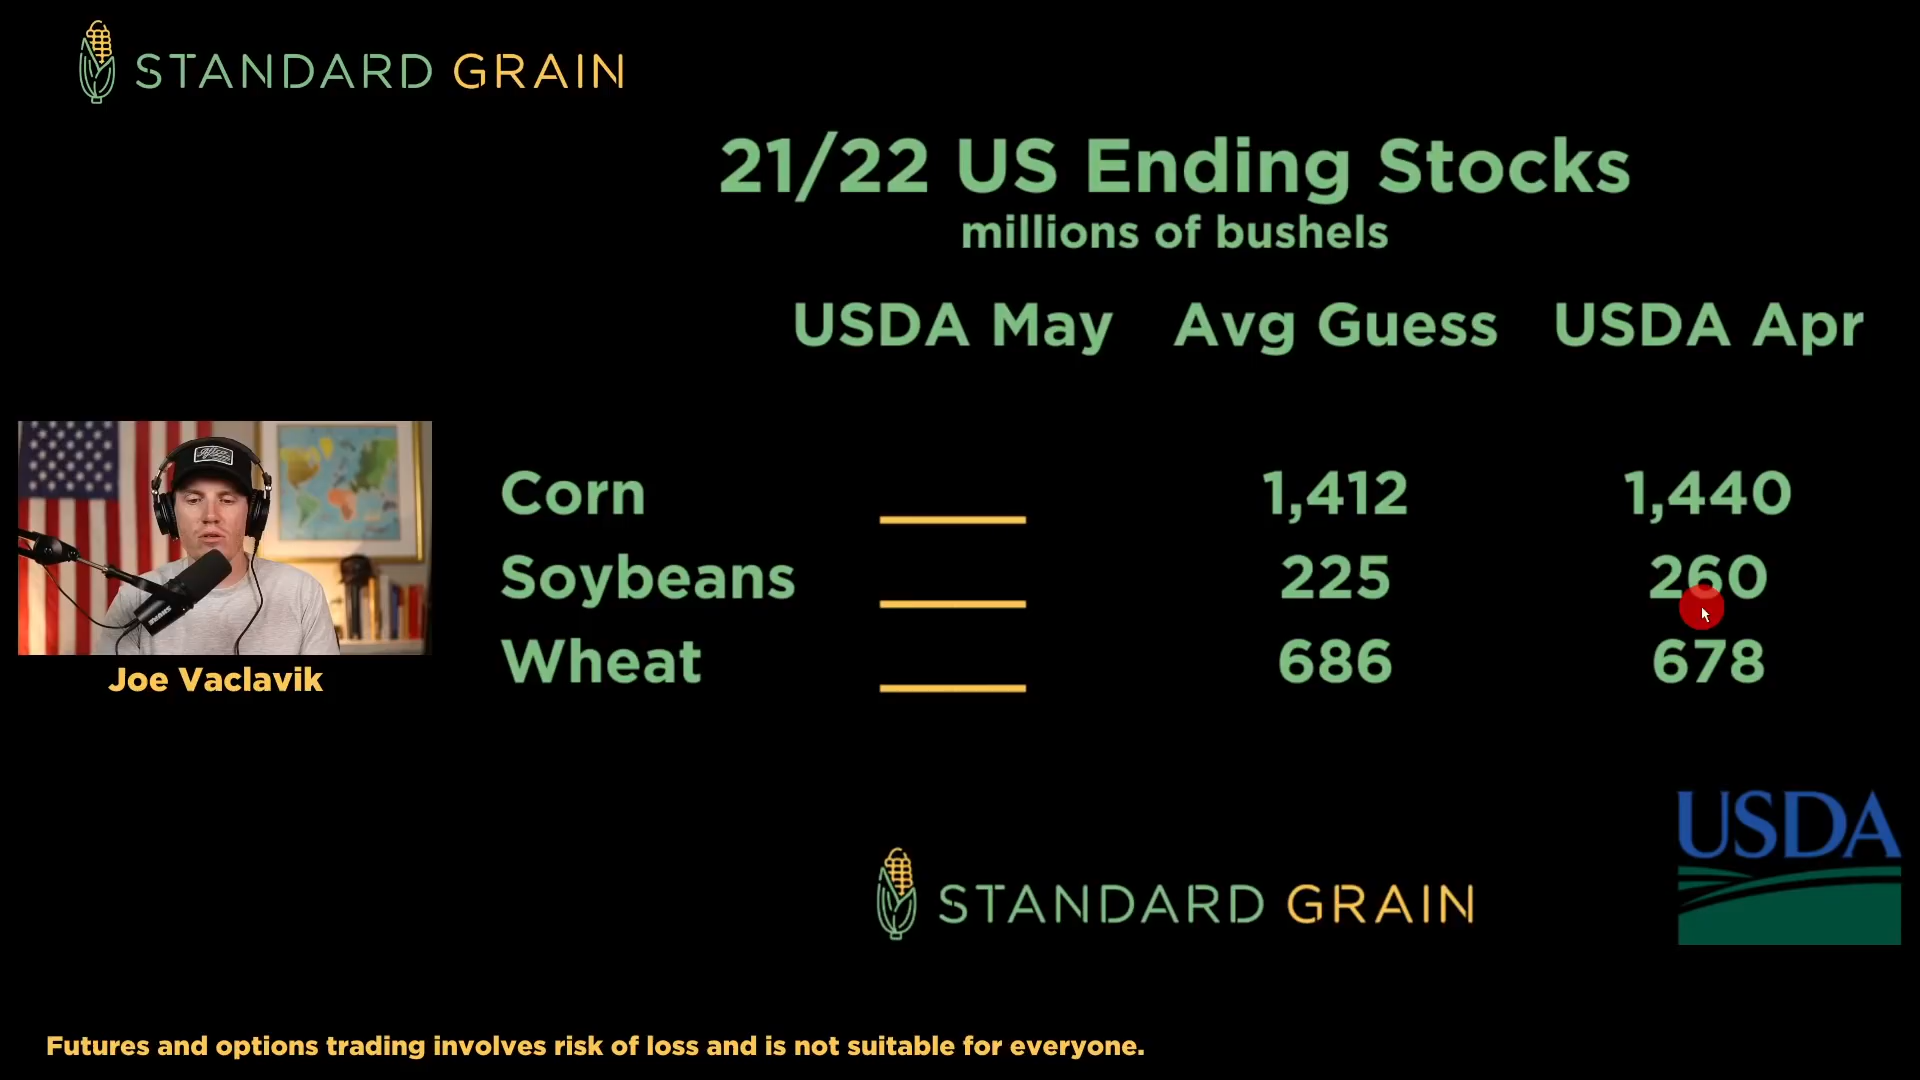 STANDARD GRAIN
21/22 US Ending Stocks
millions of bushels
USDA May Avg Guess USDA Apr
Corn 1,412 1,440
Soybeans 225 260
Wheat 686 678
Joe Vaclavik
USDA
STANDARD GRAIN
Futures and options trading involves risk of loss and is not suitable for everyone.